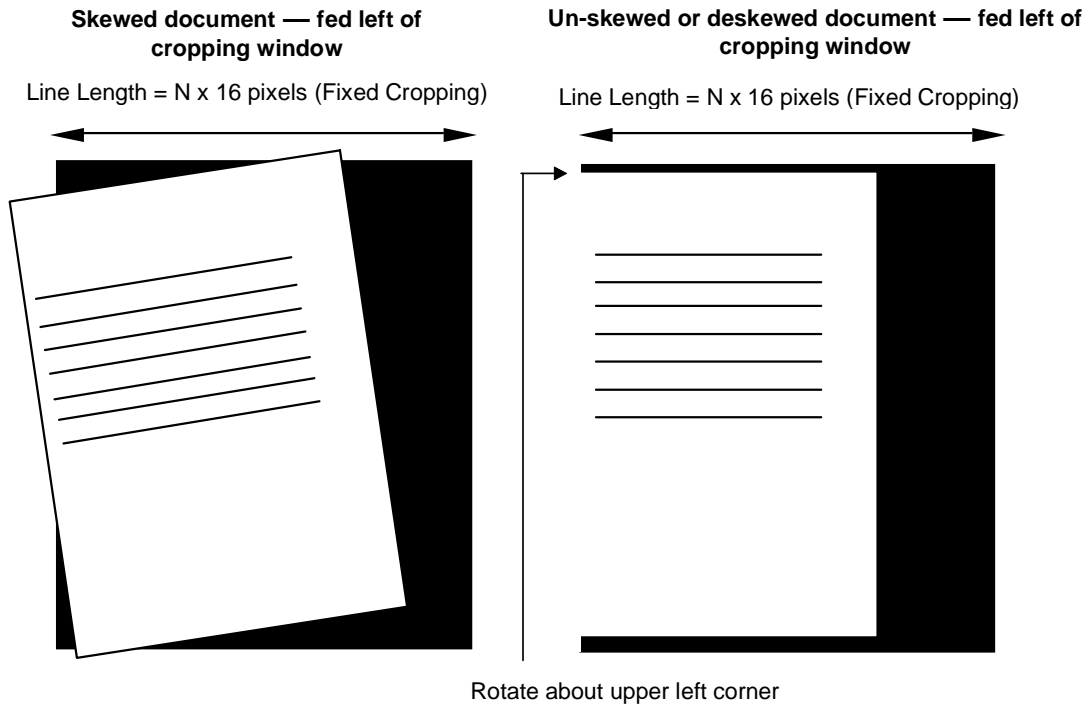 Skewed document — fed left of
cropping window
Line Length = N x 16 pixels (Fixed Cropping)
Un-skewed or deskewed document — fed left of
cropping window
Line Length = N x 16 pixels (Fixed Cropping)
Rotate about upper left corner